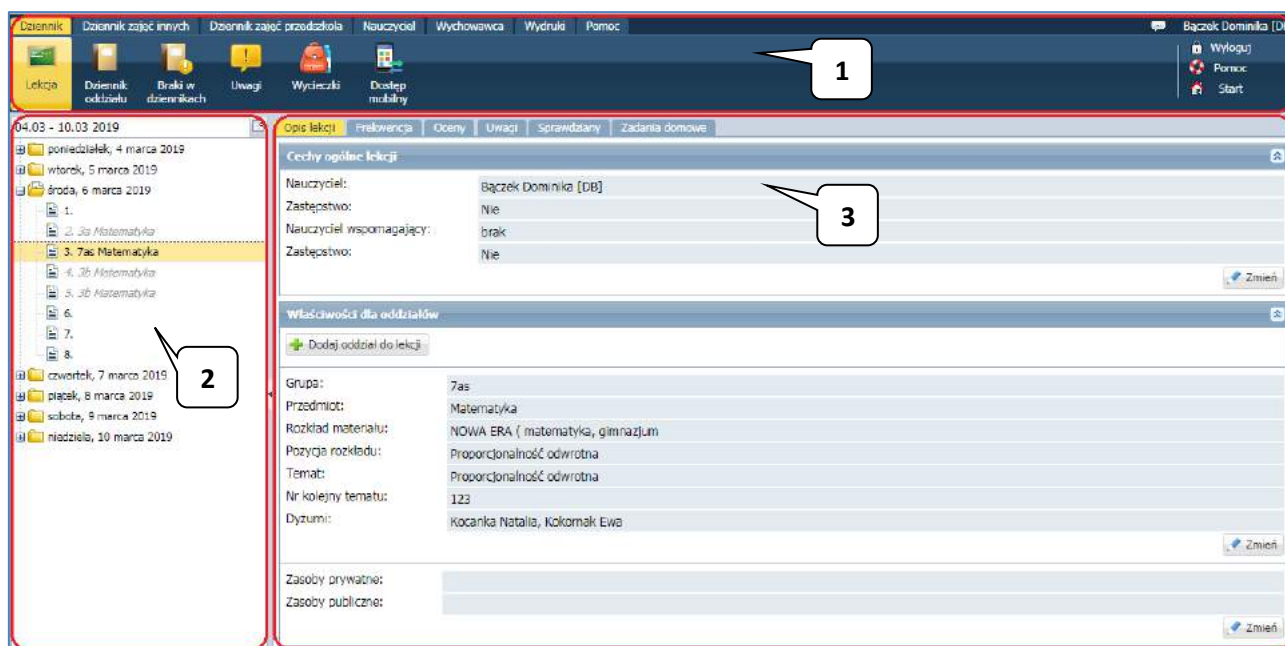 Dziennik Dziennik zajęć innych Dziennik zajęć przedszkola Nauczyciel Wychowawca Wydruki Pomoc Bączek Dominika [D
Lekcja Dziennik oddziału Braki w dziennikach Uwagi Wycieczki Dostęp mobilny
Wyloguj
Pomoc
Start
1
04.03 - 10.03 2019
poniedziałek, 4 marca 2019
wtorek, 5 marca 2019
środa, 6 marca 2019
1.
2. 3a Matematyka
3. 7as Matematyka
4. 3b Matematyka
5. 3b Matematyka
6.
7.
8.
czwartek, 7 marca 2019
piątek, 8 marca 2019
sobota, 9 marca 2019
niedziela, 10 marca 2019
2
Opis lekcji Frekwencja Oceny Uwagi Sprawdziany Zadania domowe
Cechy ogólne lekcji
Nauczyciel: Bączek Dominika [DB]
Zastępstwo: Nie
Nauczyciel wspomagający: brak
Zastępstwo: Nie
3
Zmień
Właściwości dla oddziałów
Dodaj oddział do lekcji
Grupa: 7as
Przedmiot: Matematyka
Rozkład materiału: NOWA ERA ( matematyka, gimnazjum
Pozycja rozkładu: Proporcjonalność odwrotna
Temat: Proporcjonalność odwrotna
Nr kolejny tematu: 123
Dyżurni: Kocanka Natalia, Kokornak Ewa
Zmień
Zasoby prywatne:
Zasoby publiczne:
Zmień